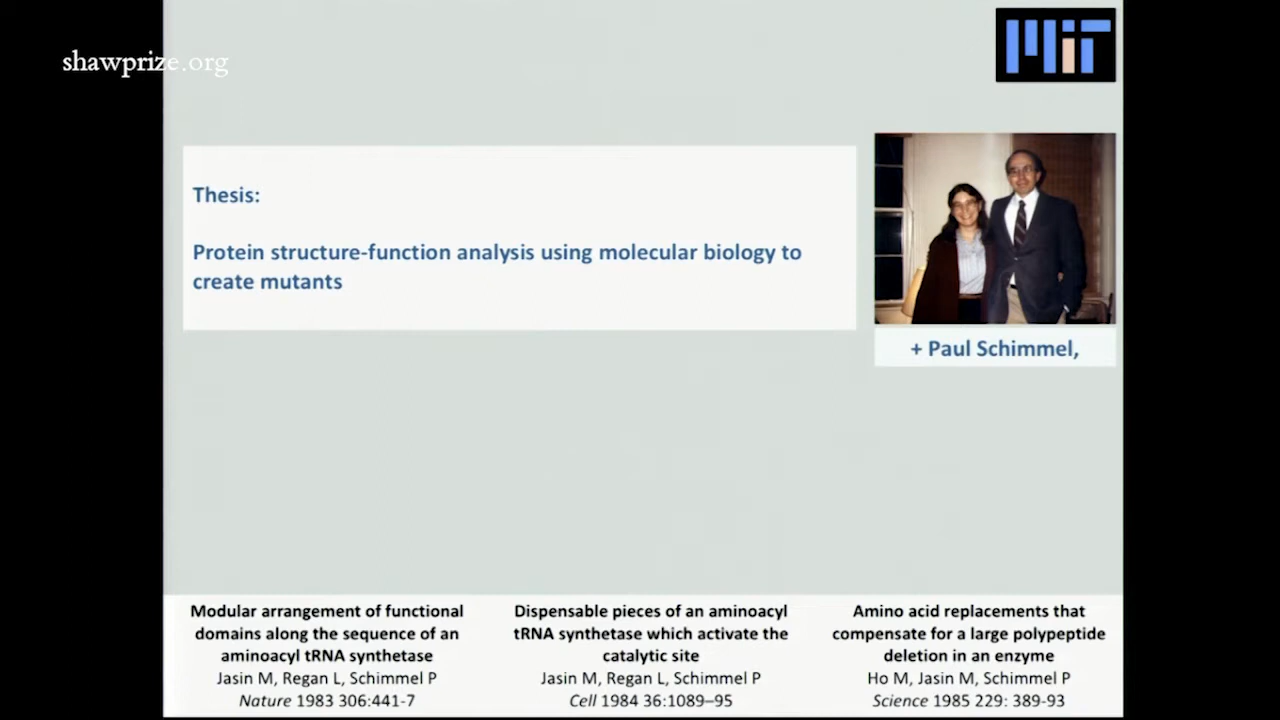 shawprize.org
MIT
Thesis:
Protein structure-function analysis using molecular biology to
create mutants
+ Paul Schimmel,
Modular arrangement of functional
domains along the sequence of an
aminoacyl tRNA synthetase
Jasin M, Regan L, Schimmel P
Nature 1983 306:441-7
Dispensable pieces of an aminoacyl
tRNA synthetase which activate the
catalytic site
Jasin M, Regan L, Schimmel P
Cell 1984 36:1089–95
Amino acid replacements that
compensate for a large polypeptide
deletion in an enzyme
Ho M, Jasin M, Schimmel P
Science 1985 229: 389-93